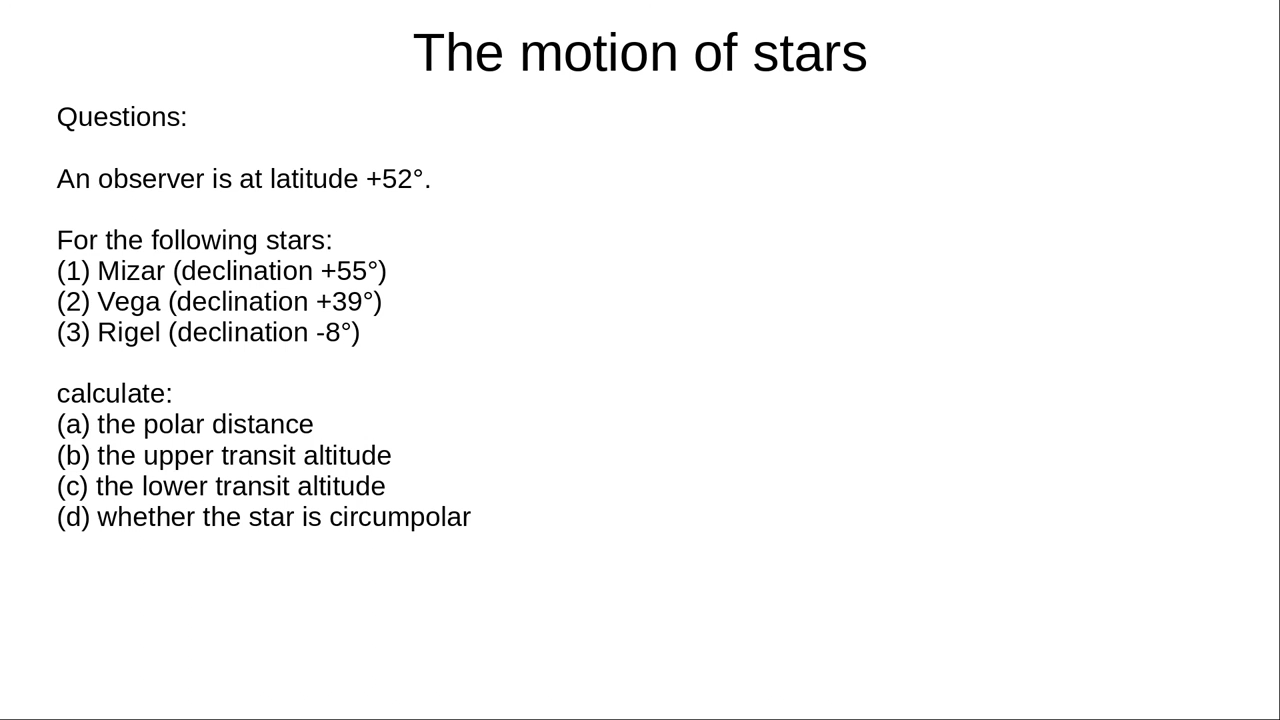 The motion of stars
Questions:
An observer is at latitude +52°.
For the following stars:
(1) Mizar (declination +55°)
(2) Vega (declination +39°)
(3) Rigel (declination -8°)
calculate:
(a) the polar distance
(b) the upper transit altitude
(c) the lower transit altitude
(d) whether the star is circumpolar